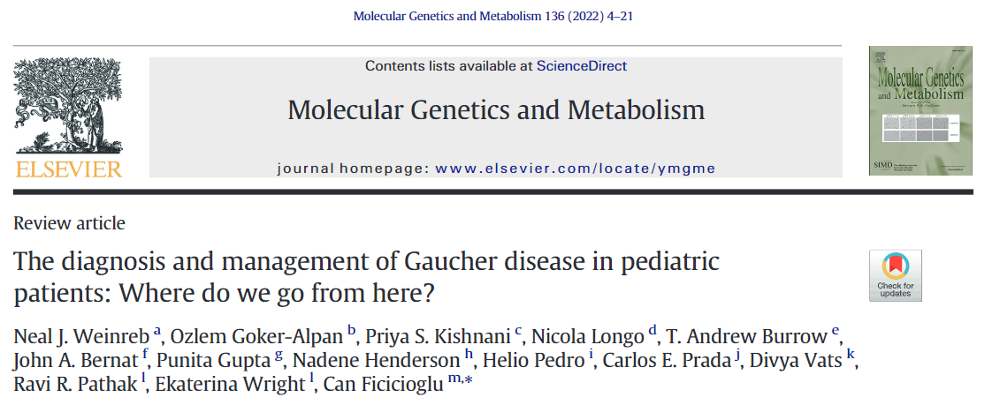 Molecular Genetics and Metabolism 136 (2022) 4–21
Contents lists available at ScienceDirect
Molecular Genetics and Metabolism
journal homepage: www.elsevier.com/locate/ymgme
ELSEVIER
Molecular Genetics
and Metabolism
SIMD
Review article
The diagnosis and management of Gaucher disease in pediatric
patients: Where do we go from here?
Check for
updates
Neal J. Weinreb a, Ozlem Goker-Alpan b, Priya S. Kishnani c, Nicola Longo d, T. Andrew Burrow e,
John A. Bernat f, Punita Gupta g, Nadene Henderson h, Helio Pedro i, Carlos E. Prada j, Divya Vats k,
Ravi R. Pathak l, Ekaterina Wright l, Can Ficicioglu m,*